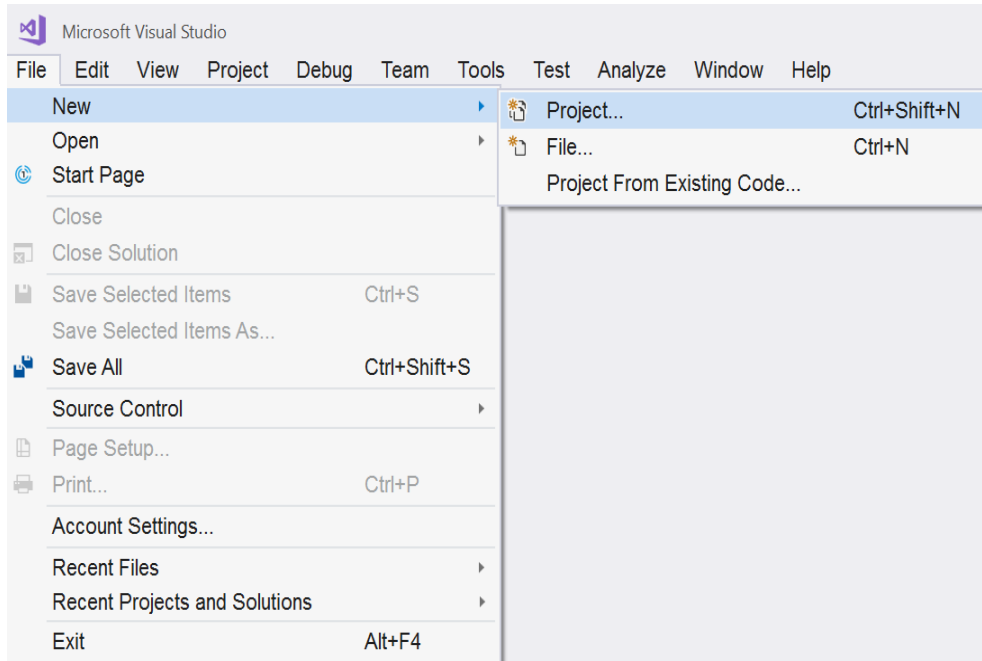 Microsoft Visual Studio
File Edit View Project Debug Team Tools Test Analyze Window Help
New
Open
Start Page
Close
Close Solution
Save Selected Items Ctrl+S
Save Selected Items As...
Save All Ctrl+Shift+S
Source Control
Page Setup...
Print... Ctrl+P
Account Settings...
Recent Files
Recent Projects and Solutions
Exit Alt+F4
Project... Ctrl+Shift+N
File... Ctrl+N
Project From Existing Code...